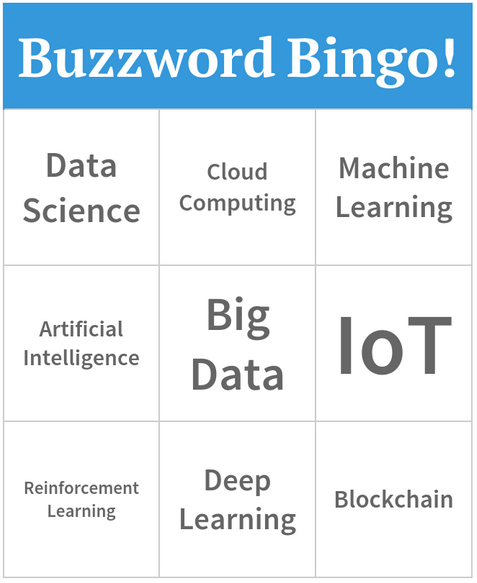 Buzzword Bingo!
Data
Science
Cloud
Computing
Machine
Learning
Artificial
Intelligence
Big
Data
IoT
Reinforcement
Learning
Deep
Learning
Blockchain